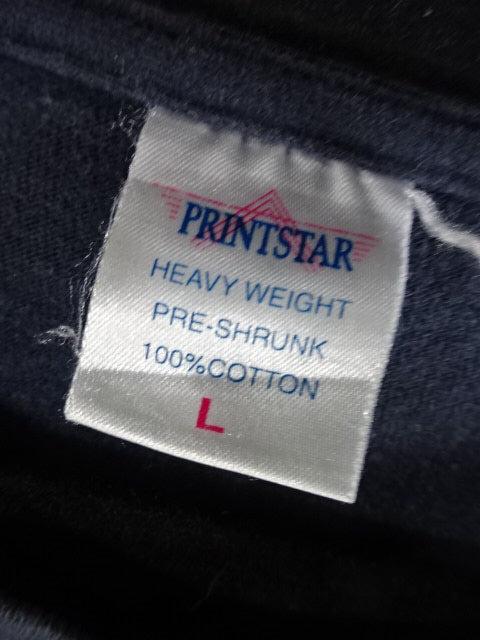 PRINTSTAR
HEAVY WEIGHT
PRE-SHRUNK
100%COTTON
L